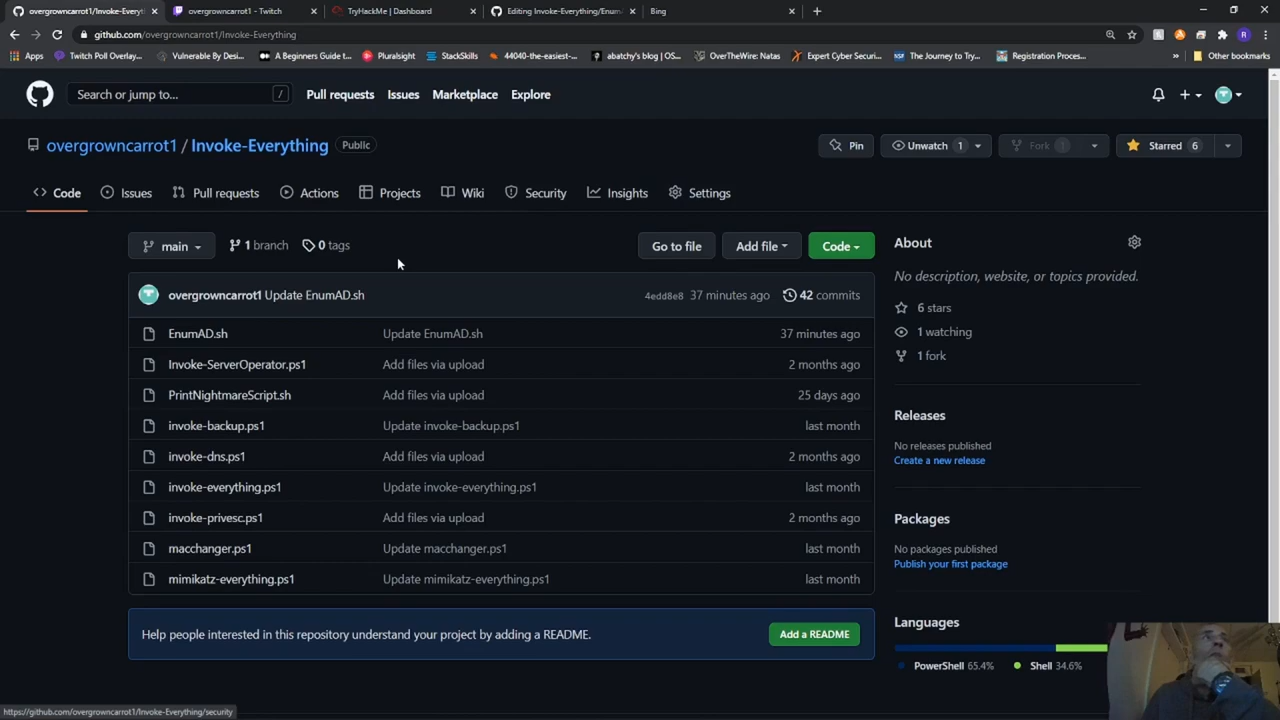 overgrowncarrot1/Invoke-Everyt
overgrowncarrot1 - Twitch
TryHackMe | Dashboard
Editing Invoke-Everything/Enum
Bing
github.com/overgrowncarrot1/Invoke-Everything
Apps
Twitch Poll Overlay...
Vulnerable By Desi...
A Beginners Guide t...
Pluralsight
StackSkills
44040-the-easiest-...
abatchy's blog | OS...
OverTheWire: Natas
Expert Cyber Securi...
The Journey to Try...
Registration Proces...
»
Other bookmarks
Search or jump to...
/
Pull requests
Issues
Marketplace
Explore
overgrowncarrot1 / Invoke-Everything
Public
Pin
Unwatch 1
Fork 1
Starred 6
Code
Issues
Pull requests
Actions
Projects
Wiki
Security
Insights
Settings
main
1 branch
0 tags
Go to file
Add file
Code
overgrowncarrot1 Update EnumAD.sh
4edd8e8 37 minutes ago
42 commits
EnumAD.sh
Update EnumAD.sh
37 minutes ago
Invoke-ServerOperator.ps1
Add files via upload
2 months ago
PrintNightmareScript.sh
Add files via upload
25 days ago
invoke-backup.ps1
Update invoke-backup.ps1
last month
invoke-dns.ps1
Add files via upload
2 months ago
invoke-everything.ps1
Update invoke-everything.ps1
last month
invoke-privesc.ps1
Add files via upload
2 months ago
macchanger.ps1
Update macchanger.ps1
last month
mimikatz-everything.ps1
Update mimikatz-everything.ps1
last month
Help people interested in this repository understand your project by adding a README.
Add a README
About
No description, website, or topics provided.
6 stars
1 watching
1 fork
Releases
No releases published
Create a new release
Packages
No packages published
Publish your first package
Languages
PowerShell 65.4%
Shell 34.6%
https://github.com/overgrowncarrot1/Invoke-Everything/security